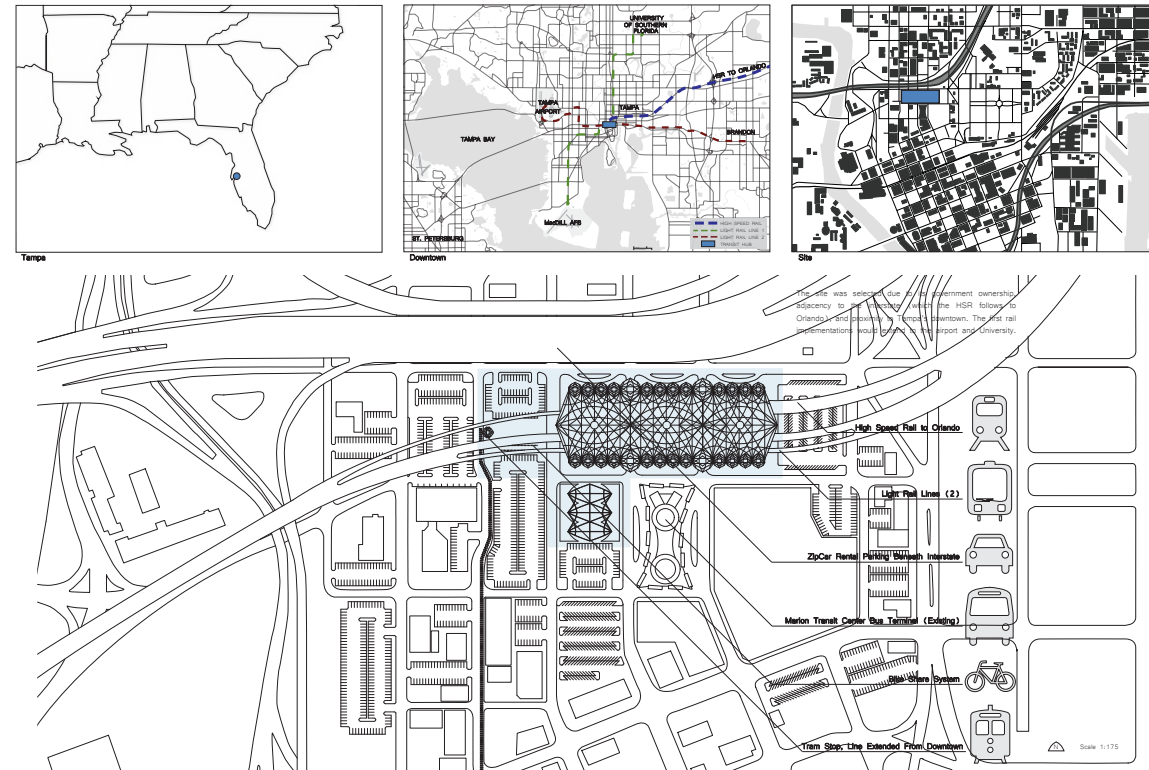 UNIVERSITY
OF SOUTHERN
FLORIDA
HSR TO ORLANDO
TAMPA
AIRPORT
TAMPA
TAMPA BAY
BRANDON
MacDILL AFB
ST. PETERSBURG
HIGH SPEED RAIL
LIGHT RAIL LINE 1
LIGHT RAIL LINE 2
TRANSIT HUB
Tampa
Downtown
Site
The site was selected due to its government ownership,
adjacency to the interstate (which the HSR follows to
Orlando), and proximity to Tampa's downtown. The first rail
implementations would extend to the airport and University.
High Speed Rail to Orlando
Light Rail Lines (2)
ZipCar Rental Parking Beneath Interstate
Marion Transit Center Bus Terminal (Existing)
Bike Share System
Tram Stop, Line Extended From Downtown
N
Scale 1:175